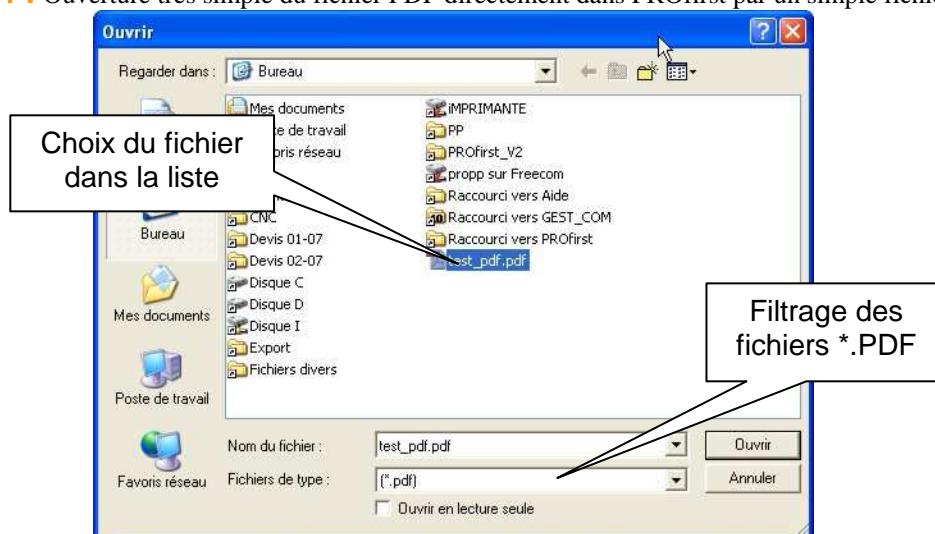 Ouverture très simple du fichier PDF directement dans PROfirst par un simple
Ouvrir
Regarder dans : Bureau
Choix du fichier
dans la liste
Mes documents
de travail
réseau
CNC
Devis 01-07
Devis 02-07
Disque C
Disque D
Disque I
Export
Fichiers divers
iMPRIMANTE
PP
PROfirst_V2
propp sur Freecom
Raccourci vers Aide
Raccourci vers GEST_COM
Raccourci vers PROfirst
test_pdf.pdf
Bureau
Mes documents
Poste de travail
Favoris réseau
Filtrage des
fichiers *.PDF
Nom du fichier : test_pdf.pdf Ouvrir
Fichiers de type : (*.pdf) Annuler
Ouvrir en lecture seule